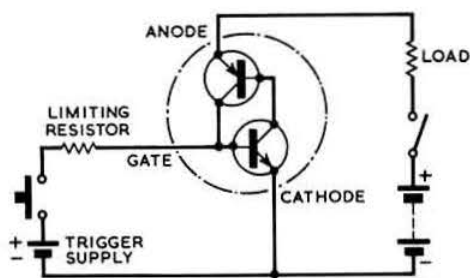 ANODE
LOAD
LIMITING
RESISTOR
GATE
CATHODE
+
+
−
TRIGGER
SUPPLY
−